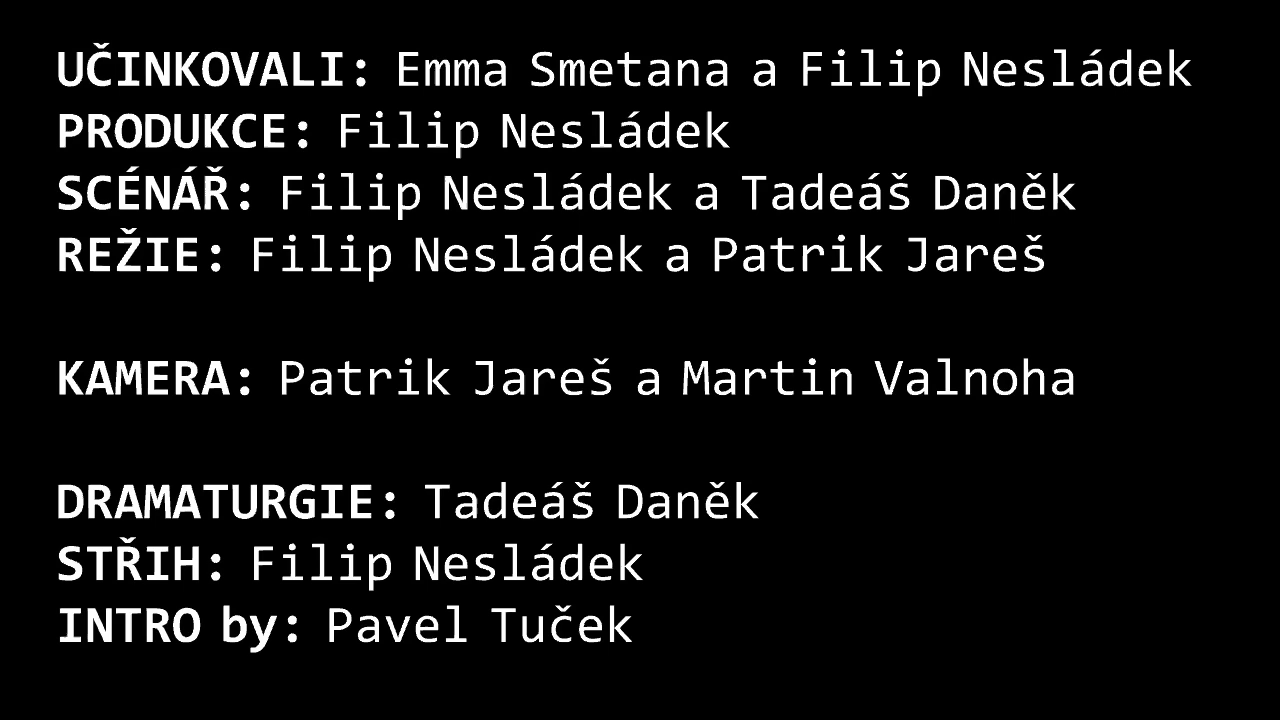 UČINKOVALI: Emma Smetana a Filip Nesládek
PRODUKCE: Filip Nesládek
SCÉNÁŘ: Filip Nesládek a Tadeáš Daněk
REŽIE: Filip Nesládek a Patrik Jareš
KAMERA: Patrik Jareš a Martin Valnoha
DRAMATURGIE: Tadeáš Daněk
STŘIH: Filip Nesládek
INTRO by: Pavel Tuček